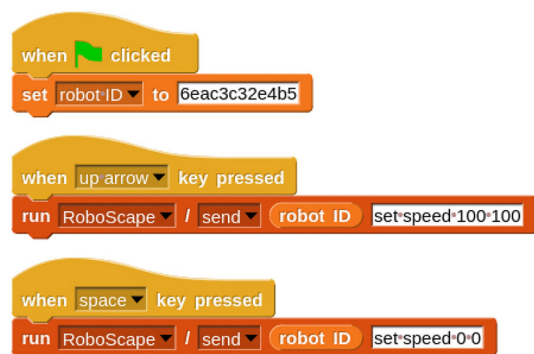 when clicked
set robot ID to 6eac3c32e4b5
when up arrow key pressed
run RoboScape / send robot ID set speed 100 100
when space key pressed
run RoboScape / send robot ID set speed 0 0